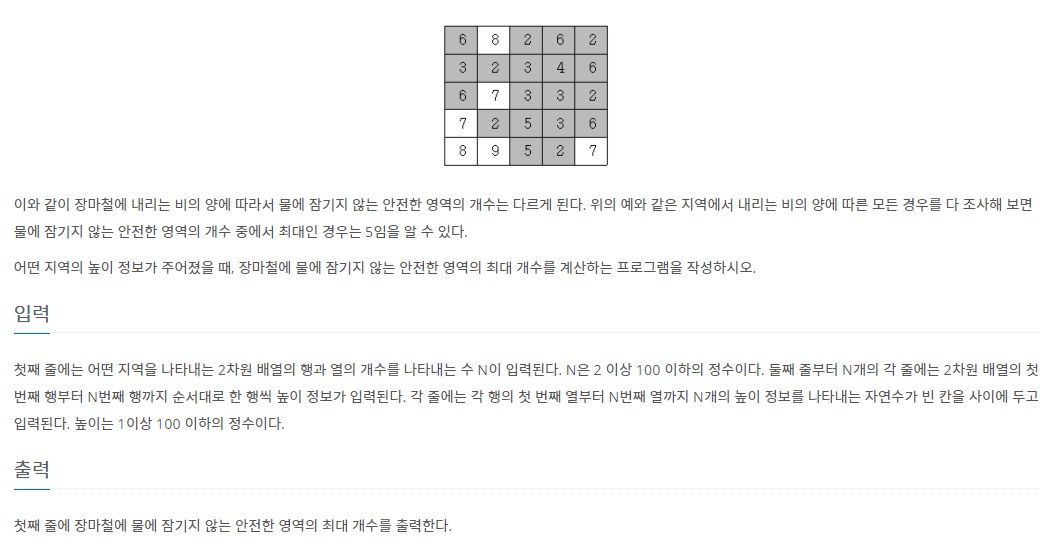 6 8 2 6 2
3 2 3 4 6
6 7 3 3 2
7 2 5 3 6
8 9 5 2 7
이와 같이 장마철에 내리는 비의 양에 따라서 물에 잠기지 않는 안전한 영역의 개수는 다르게 된다. 위의 예와 같은 지역에서 내리는 비의 양에 따른 모든 경우를 다 조사해 보면
물에 잠기지 않는 안전한 영역의 개수 중에서 최대인 경우는 5임을 알 수 있다.
어떤 지역의 높이 정보가 주어졌을 때, 장마철에 물에 잠기지 않는 안전한 영역의 최대 개수를 계산하는 프로그램을 작성하시오.
입력
첫째 줄에는 어떤 지역을 나타내는 2차원 배열의 행과 열의 개수를 나타내는 수 N이 입력된다. N은 2 이상 100 이하의 정수이다. 둘째 줄부터 N개의 각 줄에는 2차원 배열의 첫
번째 행부터 N번째 행까지 순서대로 한 행씩 높이 정보가 입력된다. 각 줄에는 각 행의 첫 번째 열부터 N번째 열까지 N개의 높이 정보를 나타내는 자연수가 빈 칸을 사이에 두고
입력된다. 높이는 1이상 100 이하의 정수이다.
출력
첫째 줄에 장마철에 물에 잠기지 않는 안전한 영역의 최대 개수를 출력한다.